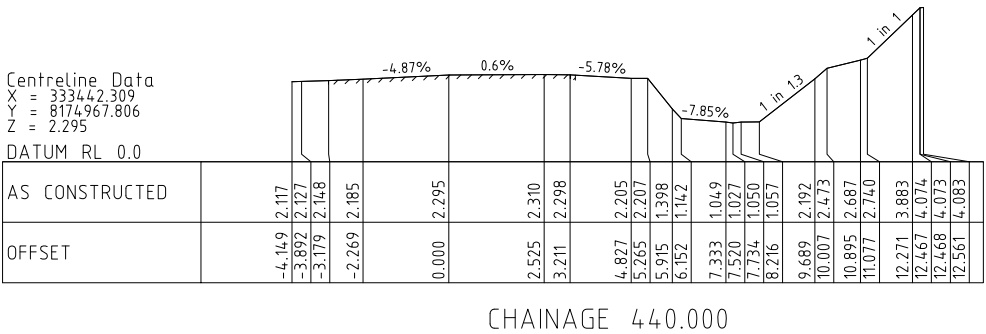 1 in 1
-4.87% 0.6% -5.78%
Centreline Data
X = 333442.309
Y = 8174967.806
Z = 2.295
1 in 1.3
-7.85%
DATUM RL 0.0
AS CONSTRUCTED 2.117 2.127 2.148 2.185 2.295 2.310 2.298 2.205 2.207 1.398 1.142 1.049 1.027 1.050 1.057 2.192 2.473 2.687 2.740 3.883 4.074 4.073 4.083
OFFSET -4.149 -3.892 -3.179 -2.269 0.000 2.525 3.211 4.827 5.265 5.915 6.152 7.333 7.520 7.734 8.216 9.689 10.007 10.895 11.077 12.271 12.467 12.468 12.561
CHAINAGE 440.000